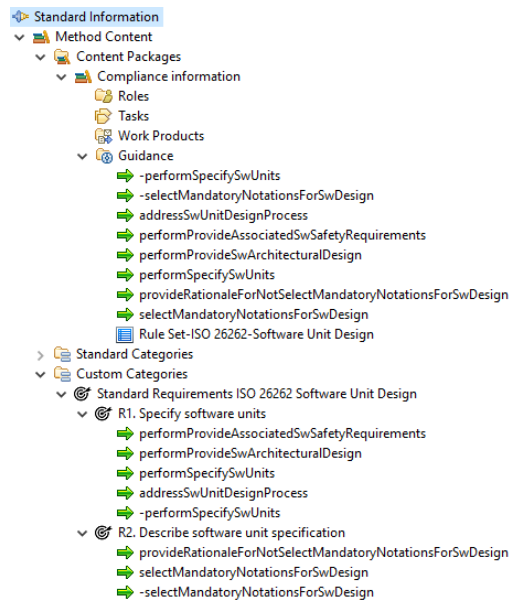 Standard Information
Method Content
Content Packages
Compliance information
Roles
Tasks
Work Products
Guidance
-performSpecifySwUnits
-selectMandatoryNotationsForSwDesign
addressSwUnitDesignProcess
performProvideAssociatedSwSafetyRequirements
performProvideSwArchitecturalDesign
performSpecifySwUnits
provideRationaleForNotSelectMandatoryNotationsForSwDesign
selectMandatoryNotationsForSwDesign
Rule Set-ISO 26262-Software Unit Design
Standard Categories
Custom Categories
Standard Requirements ISO 26262 Software Unit Design
R1. Specify software units
performProvideAssociatedSwSafetyRequirements
performProvideSwArchitecturalDesign
performSpecifySwUnits
addressSwUnitDesignProcess
-performSpecifySwUnits
R2. Describe software unit specification
provideRationaleForNotSelectMandatoryNotationsForSwDesign
selectMandatoryNotationsForSwDesign
-selectMandatoryNotationsForSwDesign